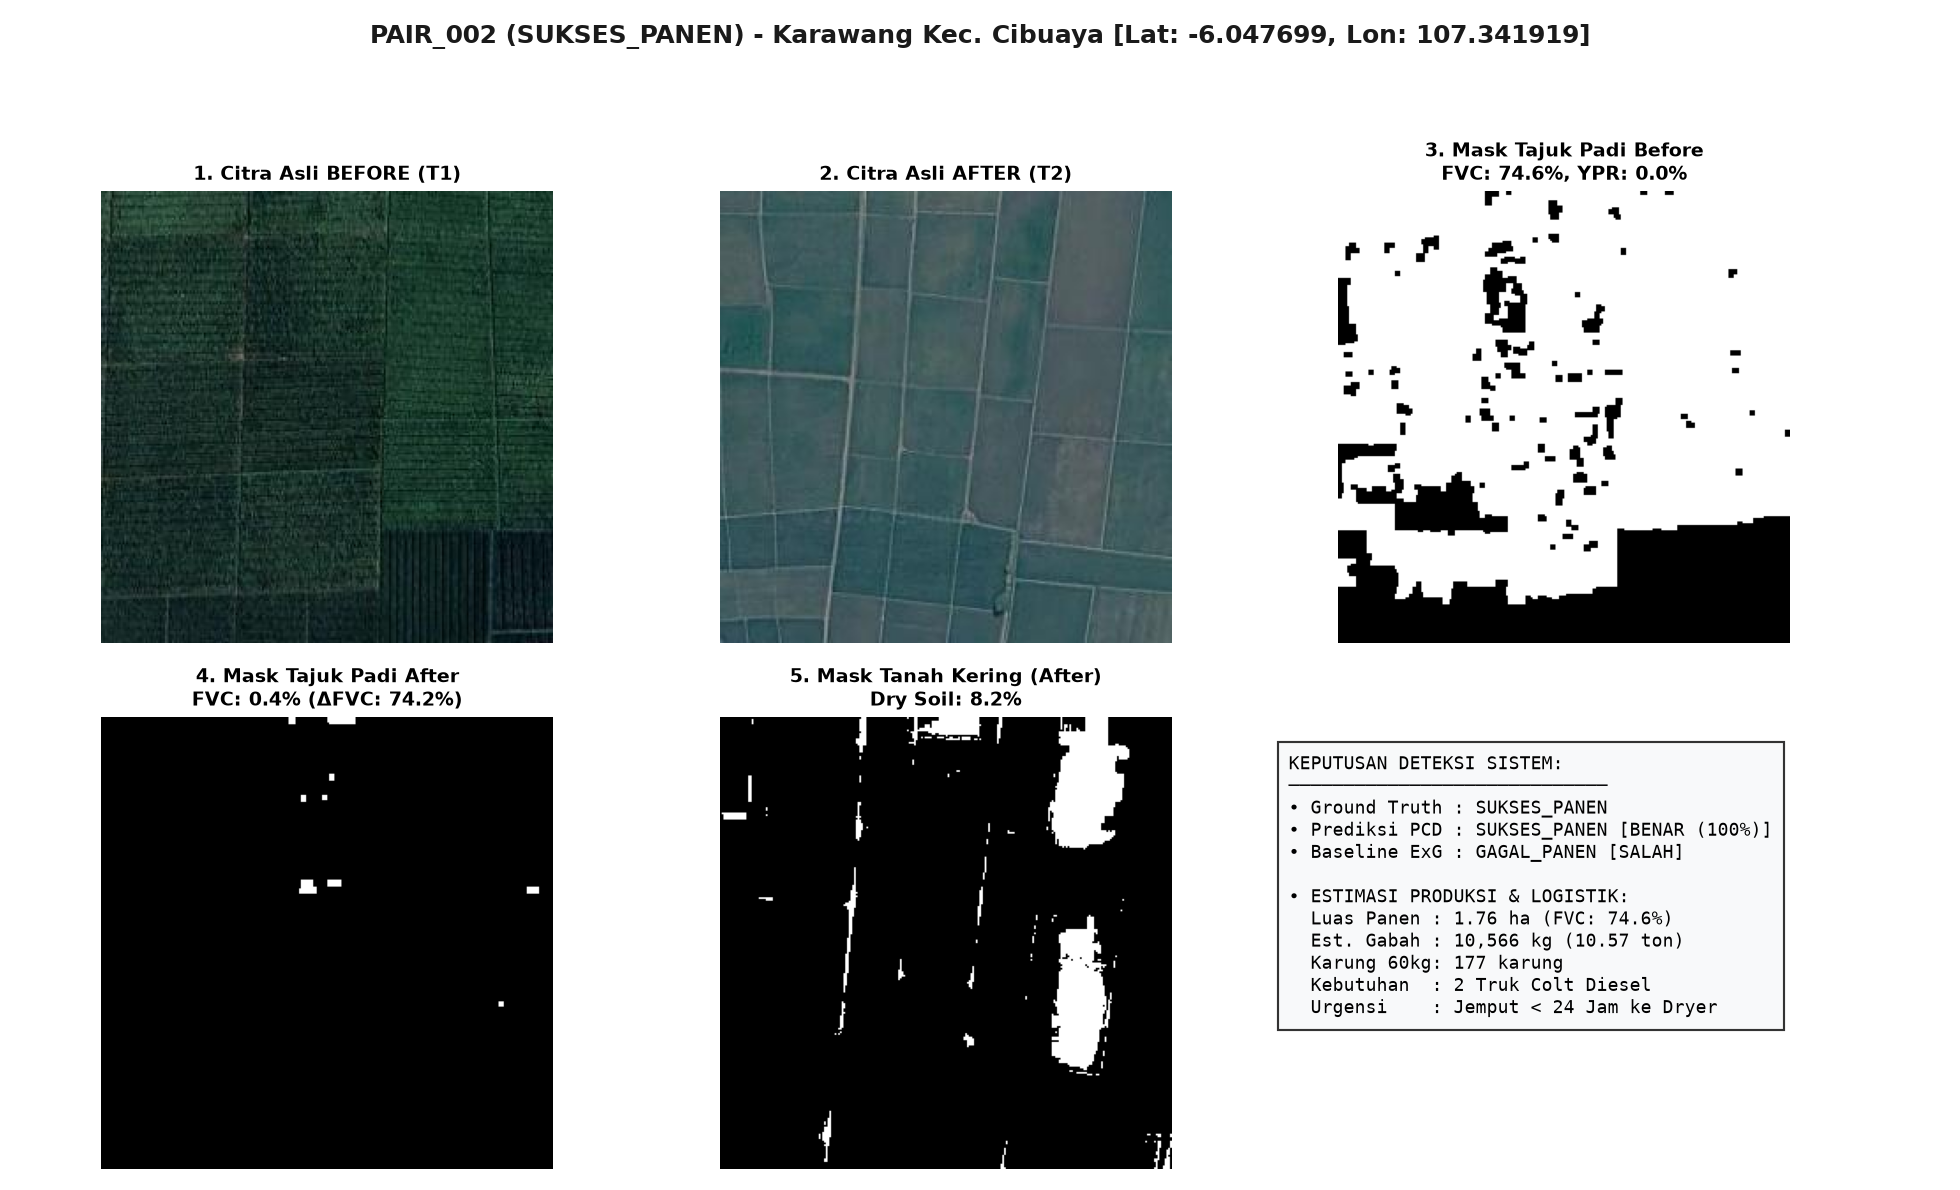 PAIR_002 (SUKSES_PANEN) - Karawang Kec. Cibuaya [Lat: -6.047699, Lon: 107.341919]
1. Citra Asli BEFORE (T1)
2. Citra Asli AFTER (T2)
3. Mask Tajuk Padi Before
FVC: 74.6%, YPR: 0.0%
4. Mask Tajuk Padi After
FVC: 0.4% (ΔFVC: 74.2%)
5. Mask Tanah Kering (After)
Dry Soil: 8.2%
KEPUTUSAN DETEKSI SISTEM:
• Ground Truth : SUKSES_PANEN
• Prediksi PCD : SUKSES_PANEN [BENAR (100%)]
• Baseline ExG : GAGAL_PANEN [SALAH]
• ESTIMASI PRODUKSI & LOGISTIK:
Luas Panen : 1.76 ha (FVC: 74.6%)
Est. Gabah : 10,566 kg (10.57 ton)
Karung 60kg: 177 karung
Kebutuhan : 2 Truk Colt Diesel
Urgensi : Jemput < 24 Jam ke Dryer